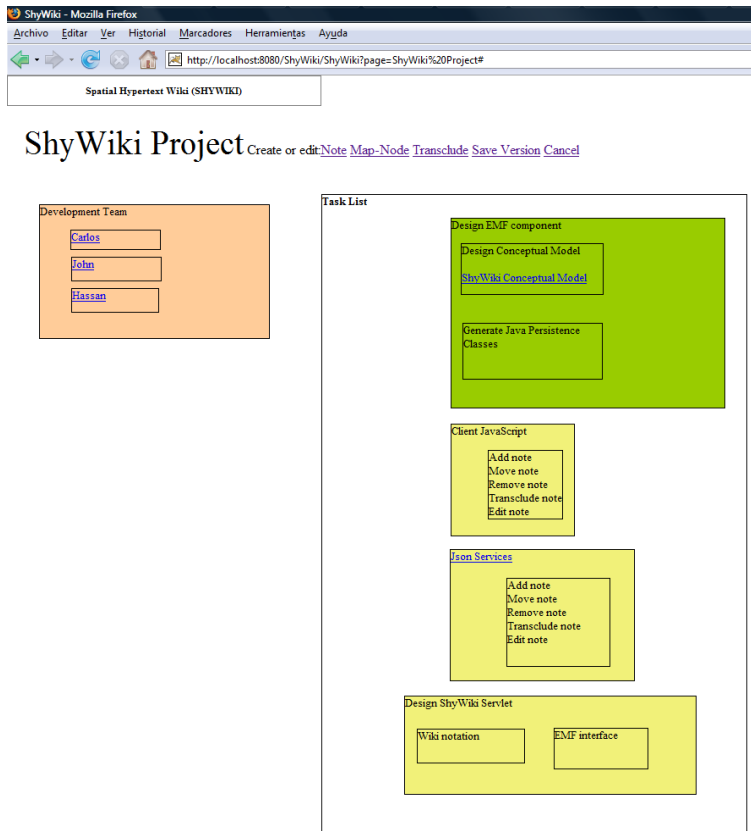 ShyWiki - Mozilla Firefox
Archivo Editar Ver Historial Marcadores Herramientas Ayuda
http://localhost:8080/ShyWiki/ShyWiki?page=ShyWiki%20Project#
Spatial Hypertext Wiki (SHYWIKI)
ShyWiki Project Create or edit:Note Map-Node Transclude Save Version Cancel
Development Team
Carlos
John
Hassan
Task List
Design EMF component
Design Conceptual Model
ShyWiki Conceptual Model
Generate Java Persistence
Classes
Client JavaScript
Add note
Move note
Remove note
Transclude note
Edit note
Json Services
Add note
Move note
Remove note
Transclude note
Edit note
Design ShyWiki Servlet
Wiki notation
EMF interface